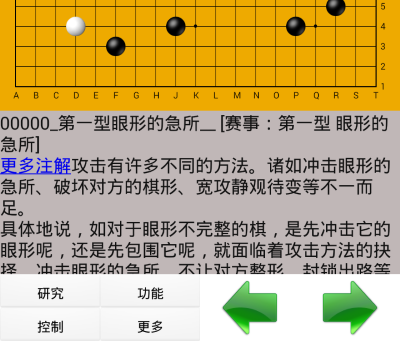 5
4
3
2
1
A B C D E F G H J K L M N O P Q R S T
00000_第一型眼形的急所__ [赛事：第一型 眼形的
急所]
更多注解攻击有许多不同的方法。诸如冲击眼形的
急所、破坏对方的棋形、宽攻静观待变等不一而
足。
具体地说，如对于眼形不完整的棋，是先冲击它的
眼形呢，还是先包围它呢，就面临着攻击方法的抉
择。冲击眼形的急所，不让对方整形，封锁出路等
研究 功能
控制 更多